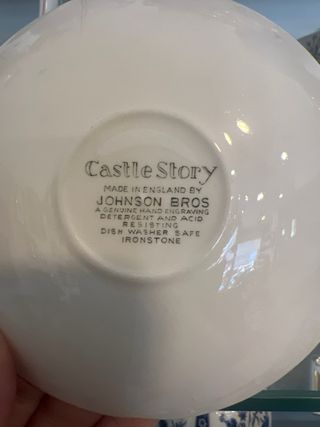 Castle Story
MADE IN ENGLAND BY
JOHNSON BROS
A GENUINE HAND ENGRAVING
DETERGENT AND ACID
RESISTING
DISH WASHER SAFE
IRONSTONE